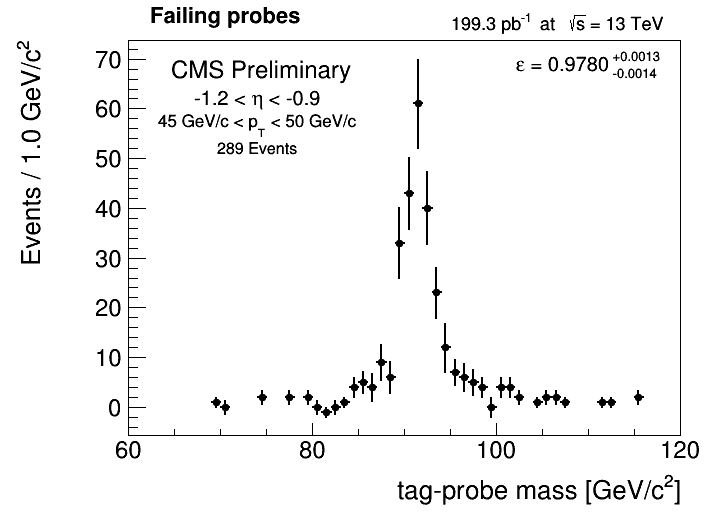 Failing probes
199.3 pb⁻¹ at √s = 13 TeV
CMS Preliminary
-1.2 < η < -0.9
45 GeV/c < p_T < 50 GeV/c
289 Events
ε = 0.9780 +0.0013 -0.0014
Events / 1.0 GeV/c²
70
60
50
40
30
20
10
0
60 80 100 120
tag-probe mass [GeV/c²]